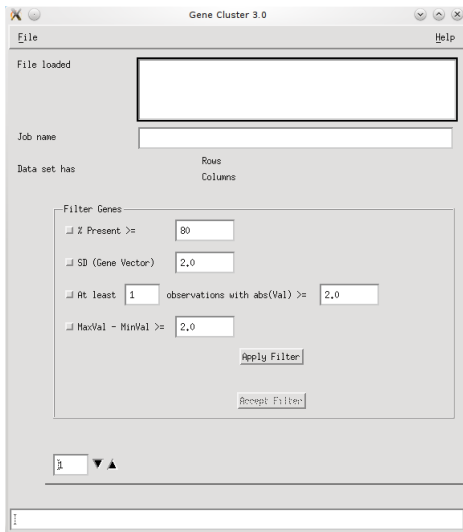 Gene Cluster 3.0
File Help
File loaded
Job name
Data set has
Rows
Columns
Filter Genes
% Present >= 80
SD (Gene Vector) 2.0
At least 1 observations with abs(Val) >= 2.0
MaxVal - MinVal >= 2.0
Apply Filter
Accept Filter
1